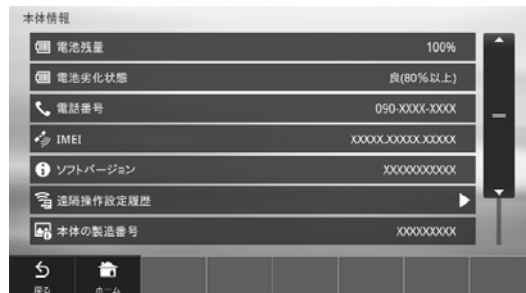 本体情報
電池残量 100%
電池劣化状態 良(80%以上)
電話番号 090-XXXX-XXXX
IMEI XXXXX.XXXXX.XXXXX
ソフトバージョン XXXXXXXXXXX
遠隔操作設定履歴
本体の製造番号 XXXXXXXXX
戻る ホーム